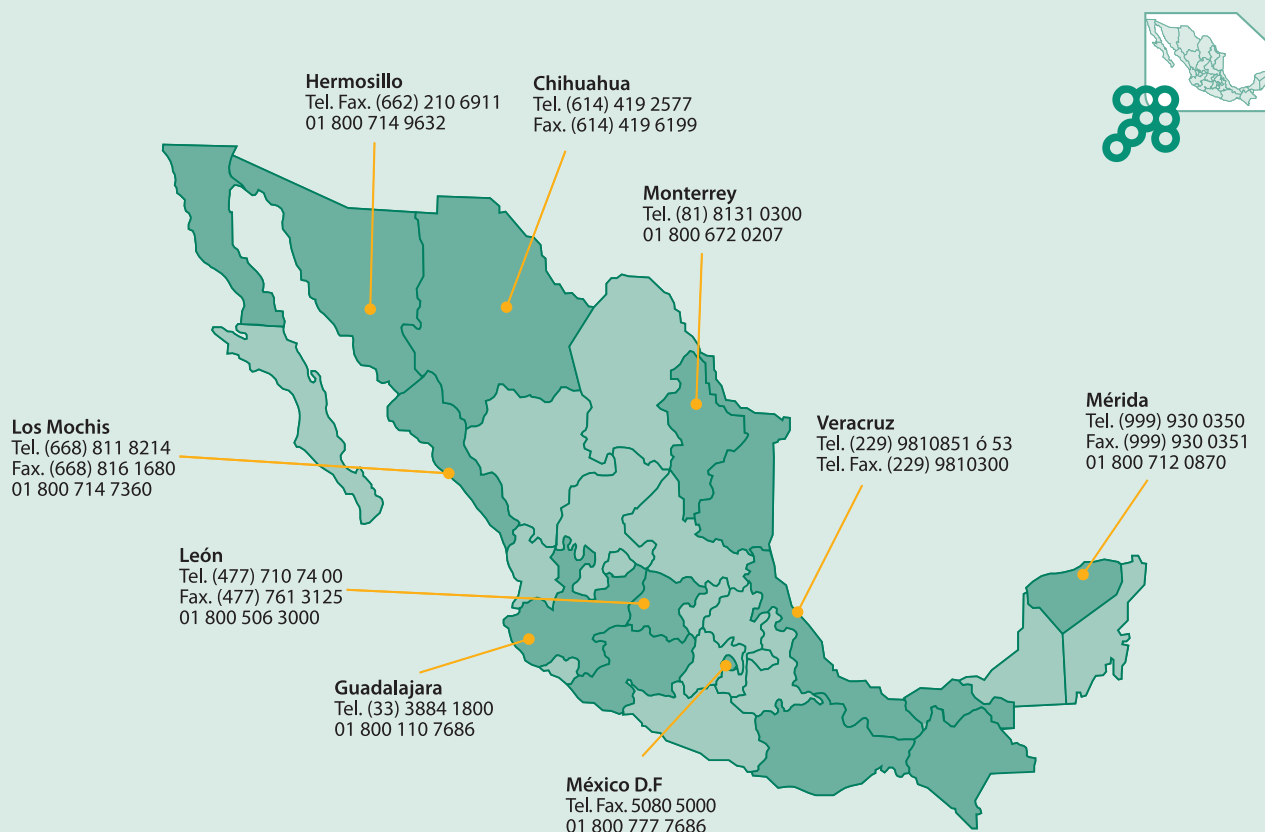 Hermosillo
Tel. Fax. (662) 210 6911
01 800 714 9632
Chihuahua
Tel. (614) 419 2577
Fax. (614) 419 6199
Monterrey
Tel. (81) 8131 0300
01 800 672 0207
Los Mochis
Tel. (668) 811 8214
Fax. (668) 816 1680
01 800 714 7360
Veracruz
Tel. (229) 9810851 ó 53
Tel. Fax. (229) 9810300
Mérida
Tel. (999) 930 0350
Fax. (999) 930 0351
01 800 712 0870
León
Tel. (477) 710 74 00
Fax. (477) 761 3125
01 800 506 3000
Guadalajara
Tel. (33) 3884 1800
01 800 110 7686
México D.F
Tel. Fax. 5080 5000
01 800 777 7686